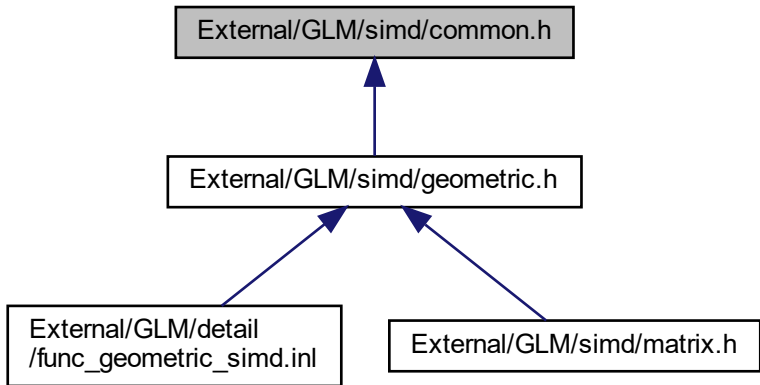 External/GLM/simd/common.h
External/GLM/simd/geometric.h
External/GLM/detail
/func_geometric_simd.inl
External/GLM/simd/matrix.h